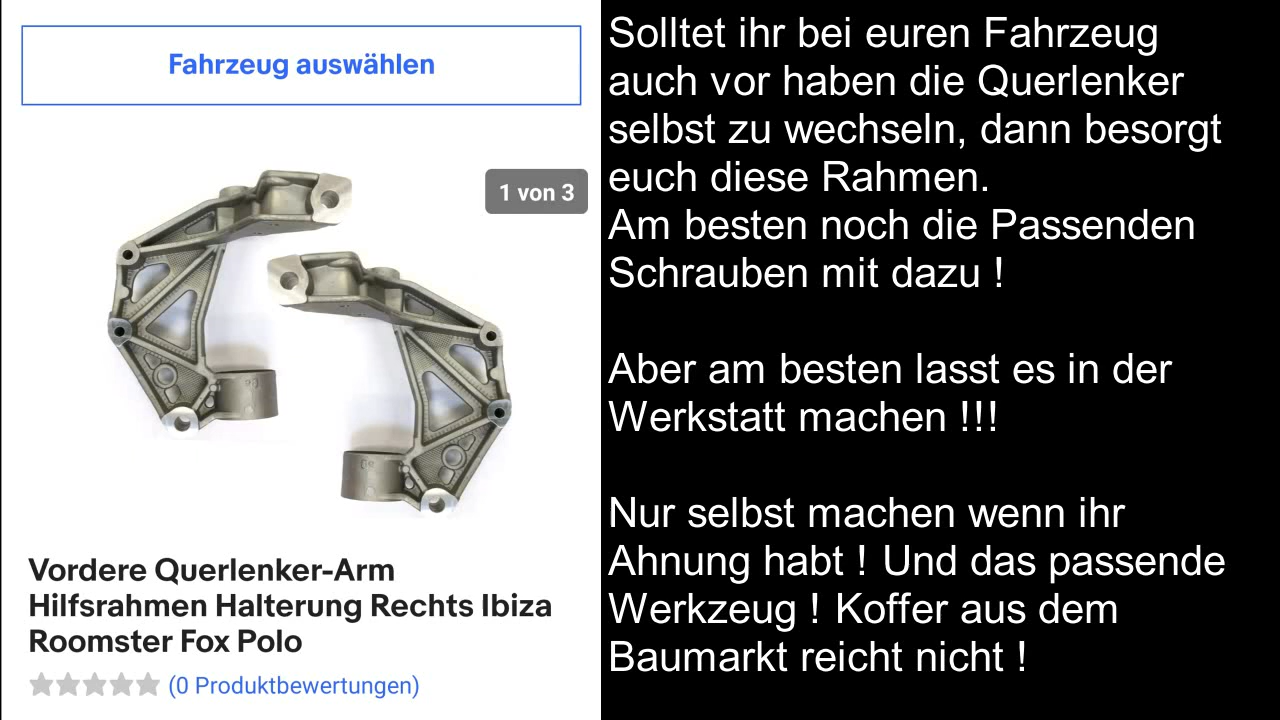 Fahrzeug auswählen
1 von 3
Vordere Querlenker-Arm
Hilfsrahmen Halterung Rechts Ibiza
Roomster Fox Polo
(0 Produktbewertungen)
Solltet ihr bei euren Fahrzeug
auch vor haben die Querlenker
selbst zu wechseln, dann besorgt
euch diese Rahmen.
Am besten noch die Passenden
Schrauben mit dazu !
Aber am besten lasst es in der
Werkstatt machen !!!
Nur selbst machen wenn ihr
Ahnung habt ! Und das passende
Werkzeug ! Koffer aus dem
Baumarkt reicht nicht !